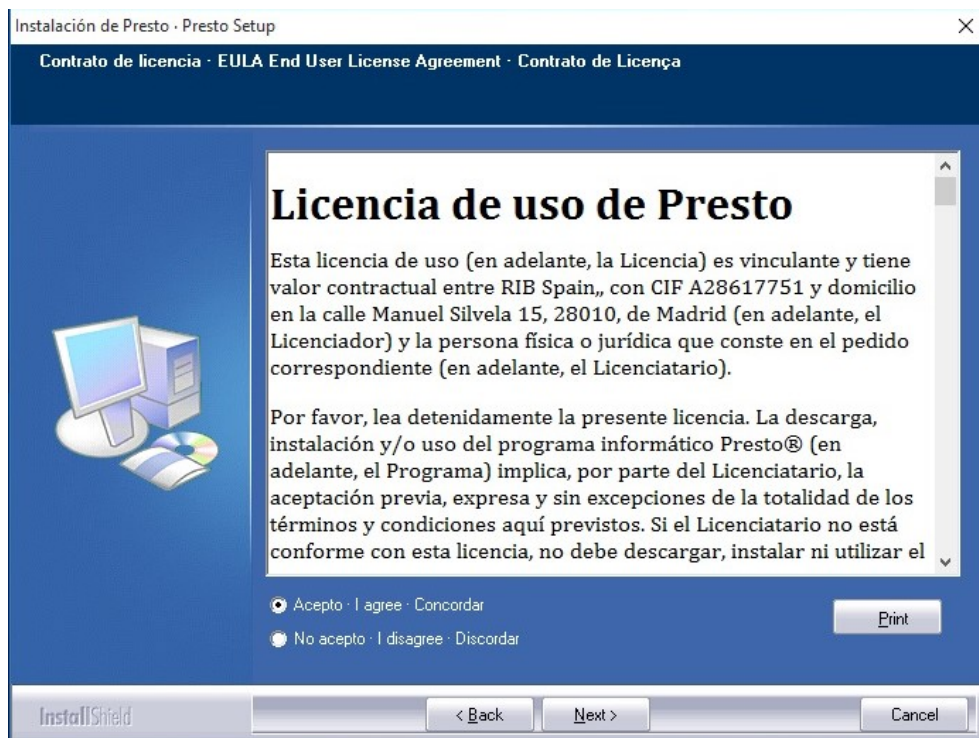 Instalación de Presto · Presto Setup
Contrato de licencia · EULA End User License Agreement · Contrato de Licença
Licencia de uso de Presto
Esta licencia de uso (en adelante, la Licencia) es vinculante y tiene
valor contractual entre RIB Spain,, con CIF A28617751 y domicilio
en la calle Manuel Silvela 15, 28010, de Madrid (en adelante, el
Licenciador) y la persona física o jurídica que conste en el pedido
correspondiente (en adelante, el Licenciatario).
Por favor, lea detenidamente la presente licencia. La descarga,
instalación y/o uso del programa informático Presto® (en
adelante, el Programa) implica, por parte del Licenciatario, la
aceptación previa, expresa y sin excepciones de la totalidad de los
términos y condiciones aquí previstos. Si el Licenciatario no está
conforme con esta licencia, no debe descargar, instalar ni utilizar el
Acepto · I agree · Concordar
No acepto · I disagree · Discordar
Print
InstallShield
< Back
Next >
Cancel